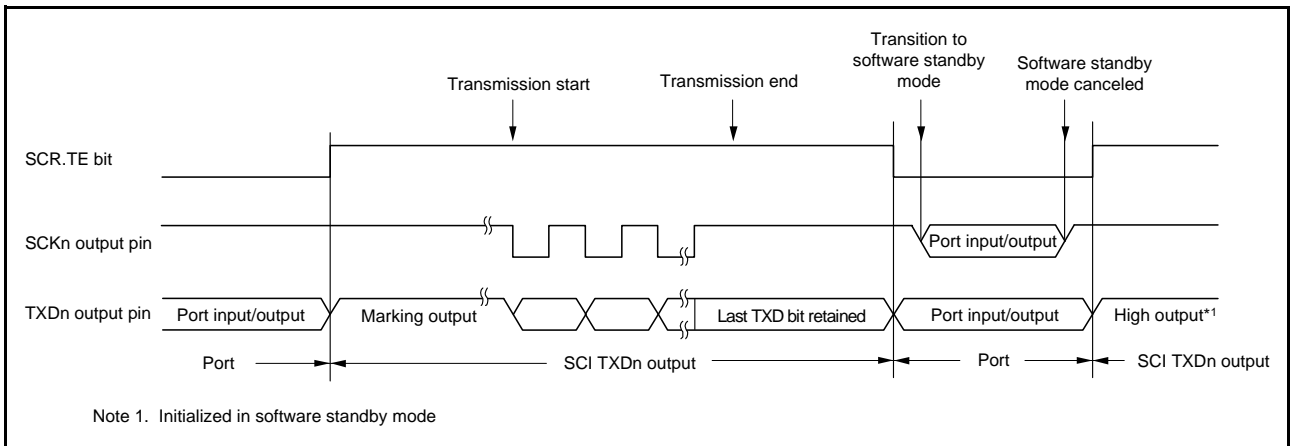 Transition to
software standby
mode
Software standby
mode canceled
Transmission start
Transmission end
SCR.TE bit
SCKn output pin
Port input/output
TXDn output pin
Port input/output
Marking output
Last TXD bit retained
Port input/output
High output*1
Port
SCI TXDn output
Port
SCI TXDn output
Note 1. Initialized in software standby mode